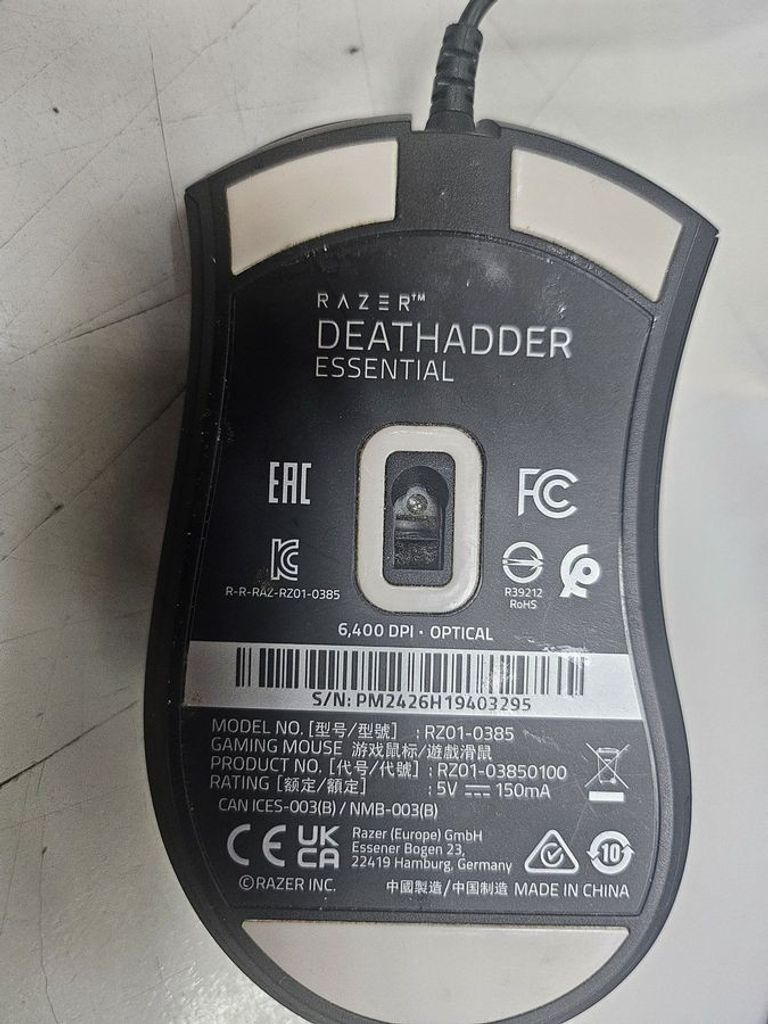 RAZER™
DEATHADDER
ESSENTIAL
EAC
FC
R-R-RAZ-RZ01-0385
R39212
RoHS
6,400 DPI · OPTICAL
S/N: PM2426H19403295
MODEL NO. [型号/型號] : RZ01-0385
GAMING MOUSE 游戏鼠标/遊戲滑鼠
PRODUCT NO. [代号/代號] : RZ01-03850100
RATING [额定/額定] : 5V ⎓ 150mA
CAN ICES-003(B) / NMB-003(B)
CE UK CA
Razer (Europe) GmbH
Essener Bogen 23,
22419 Hamburg, Germany
10
©RAZER INC.
中國製造/中国制造 MADE IN CHINA